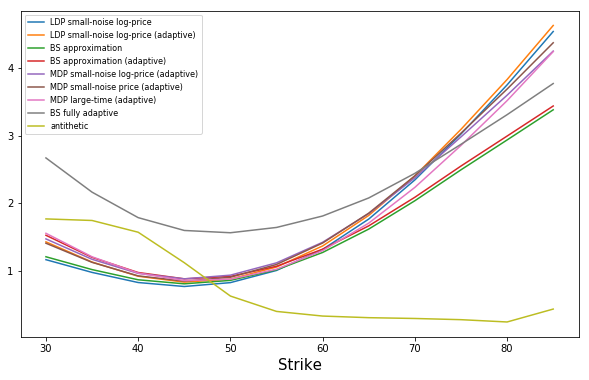 LDP small-noise log-price
LDP small-noise log-price (adaptive)
BS approximation
BS approximation (adaptive)
MDP small-noise log-price (adaptive)
MDP small-noise price (adaptive)
MDP large-time (adaptive)
BS fully adaptive
antithetic
4
3
2
1
30 40 50 60 70 80
Strike